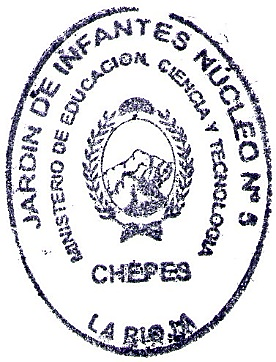 JARDIN DE INFANTES NUCLEO Nº 5
MINISTERIO DE EDUCACION, CIENCIA Y TECNOLOGIA
CHEPES
LA RIOJA